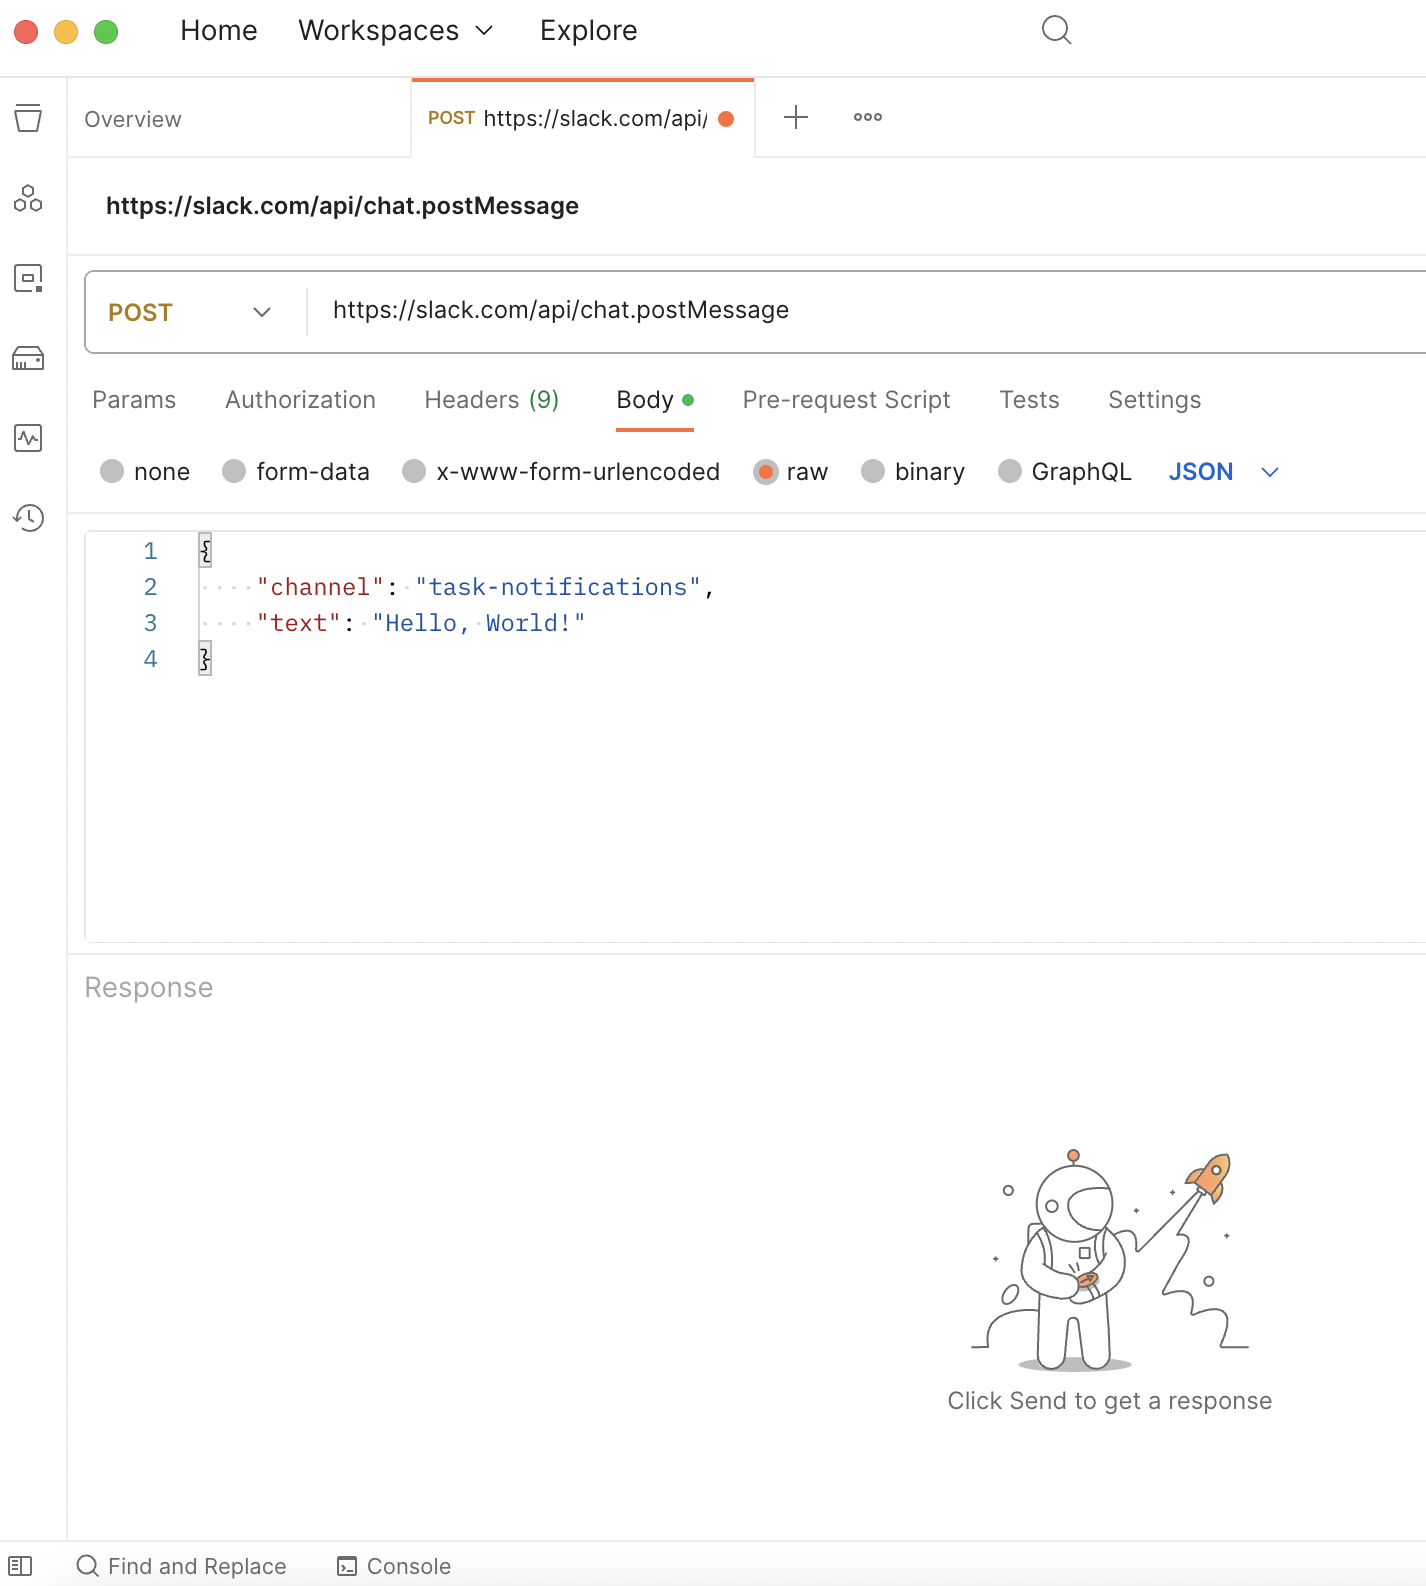 Home Workspaces Explore
Overview POST https://slack.com/api/
https://slack.com/api/chat.postMessage
POST https://slack.com/api/chat.postMessage
Params Authorization Headers (9) Body Pre-request Script Tests Settings
none form-data x-www-form-urlencoded raw binary GraphQL JSON
1 {
2 "channel": "task-notifications",
3 "text": "Hello, World!"
4 }
Response
Click Send to get a response
Find and Replace Console